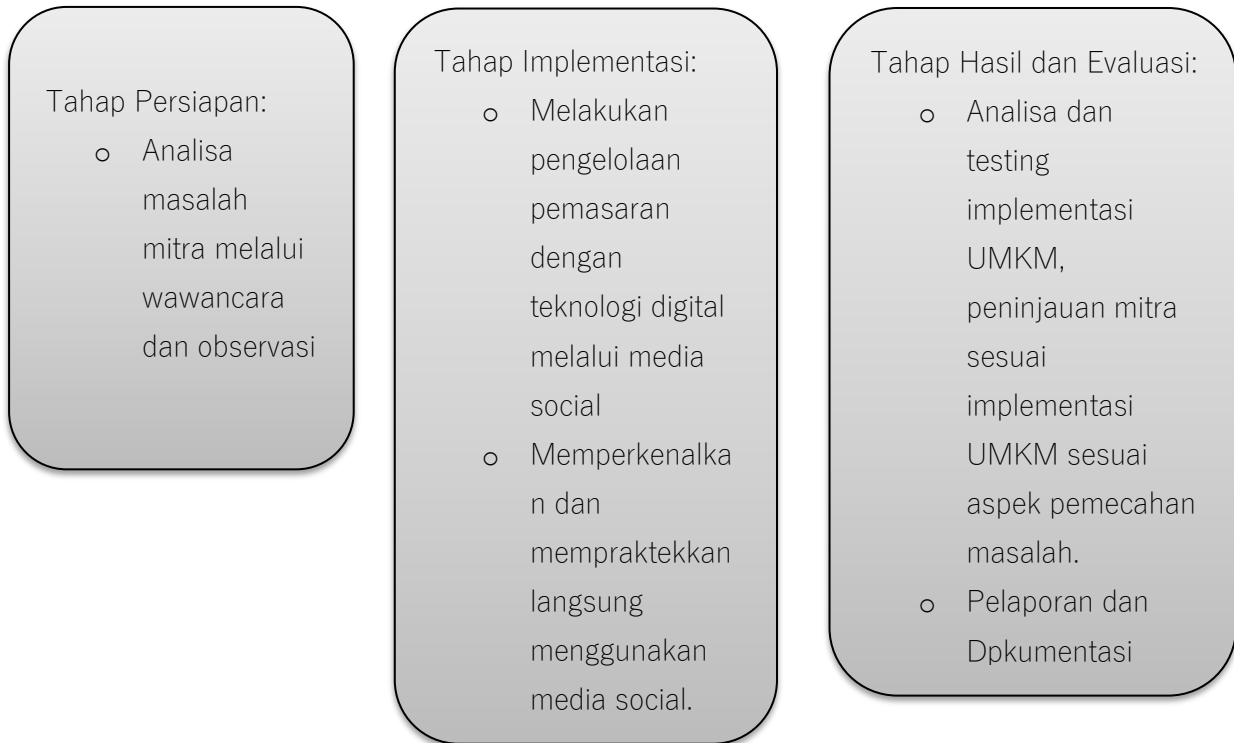 Tahap Persiapan:
o Analisa
masalah
mitra melalui
wawancara
dan observasi
Tahap Implementasi:
o Melakukan
pengelolaan
pemasaran
dengan
teknologi digital
melalui media
social
o Memperkenalka
n dan
mempraktekkan
langsung
menggunakan
media social.
Tahap Hasil dan Evaluasi:
o Analisa dan
testing
implementasi
UMKM,
peninjauan mitra
sesuai
implementasi
UMKM sesuai
aspek pemecahan
masalah.
o Pelaporan dan
Dpkumentasi